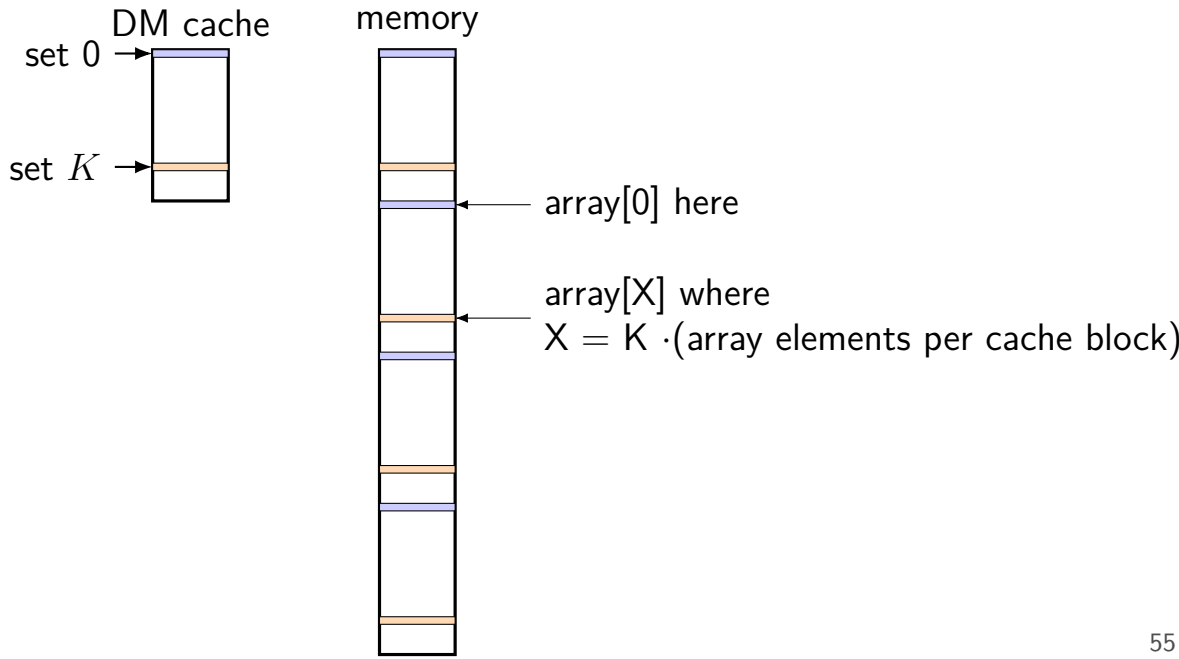 DM cache
memory
set 0
set K
array[0] here
array[X] where
X = K ·(array elements per cache block)
55